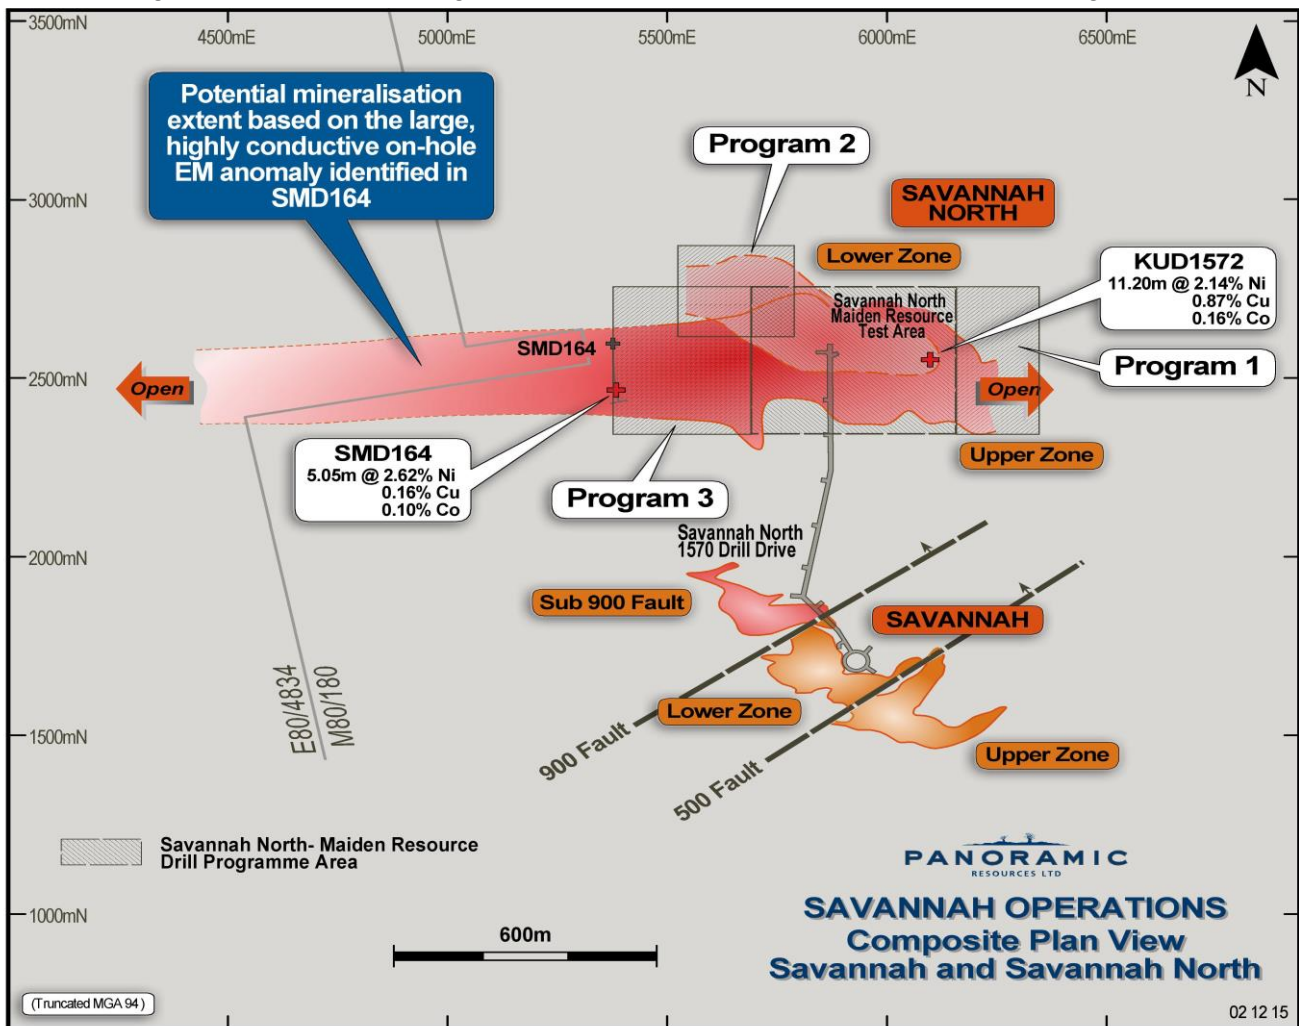 3500mN
4500mE
5000mE
5500mE
6000mE
6500mE
N
Potential mineralisation
extent based on the large,
highly conductive on-hole
EM anomaly identified in
SMD164
Program 2
3000mN
SAVANNAH
NORTH
Lower Zone
KUD1572
11.20m @ 2.14% Ni
0.87% Cu
0.16% Co
Savannah North
Maiden Resource
Test Area
SMD164
Program 1
2500mN
Open
Open
SMD164
5.05m @ 2.62% Ni
0.16% Cu
0.10% Co
Upper Zone
Program 3
Savannah North
1570 Drill Drive
2000mN
Sub 900 Fault
SAVANNAH
E80/4834
M80/180
Lower Zone
1500mN
900 Fault
Upper Zone
500 Fault
Savannah North- Maiden Resource
Drill Programme Area
PANORAMIC
RESOURCES LTD
1000mN
SAVANNAH OPERATIONS
Composite Plan View
Savannah and Savannah North
600m
(Truncated MGA 94 )
02 12 15